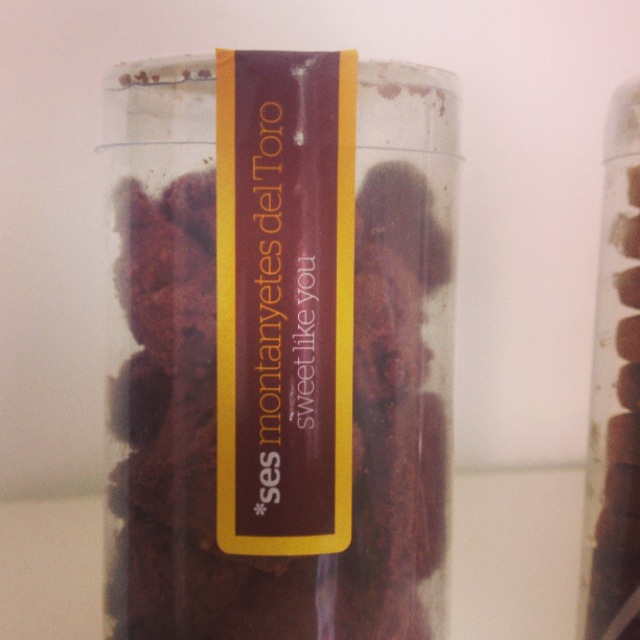 *ses montanyetes del Toro
sweet like you